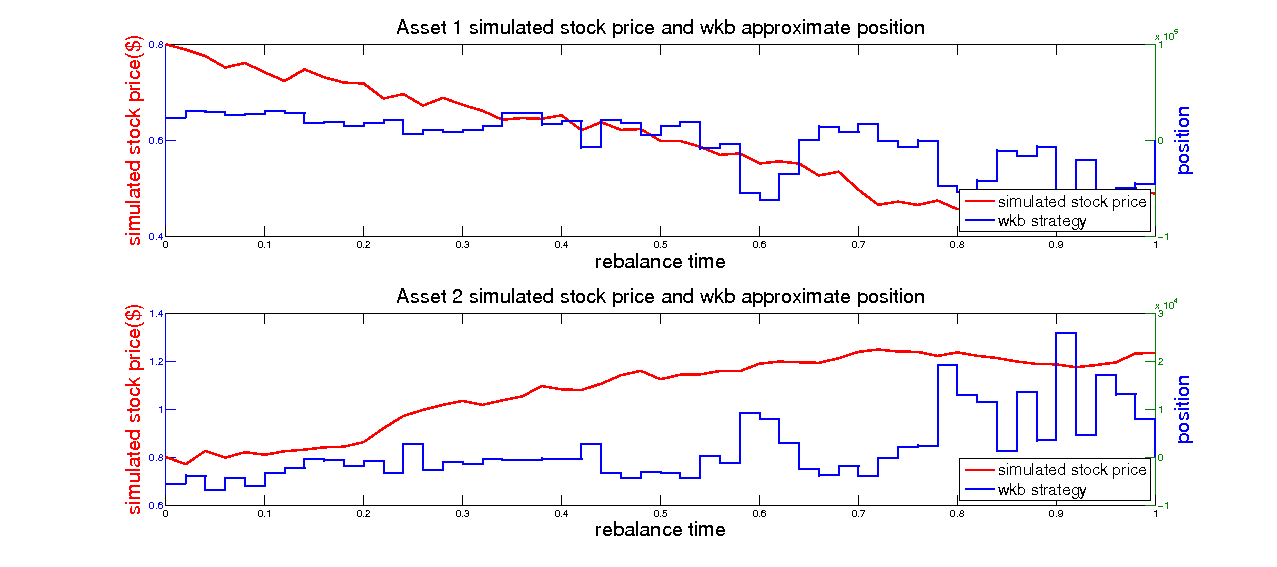 Asset 1 simulated stock price and wkb approximate position
x 10^5
simulated stock price($)
0.8
0.6
0.4
1
0
-1
position
simulated stock price
wkb strategy
0 0.1 0.2 0.3 0.4 0.5 0.6 0.7 0.8 0.9 1
rebalance time
Asset 2 simulated stock price and wkb approximate position
x 10^4
simulated stock price($)
1.4
1.2
1
0.8
0.6
3
2
1
0
-1
position
simulated stock price
wkb strategy
0 0.1 0.2 0.3 0.4 0.5 0.6 0.7 0.8 0.9 1
rebalance time